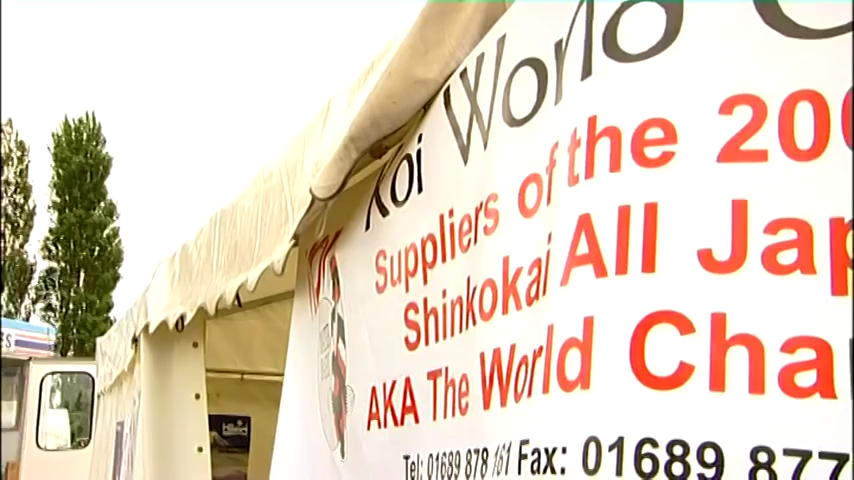 Koi World
Suppliers of the 200
Shinkokai All Jap
AKA The World Cha
Tel: 01689 878 161 Fax: 01689 877